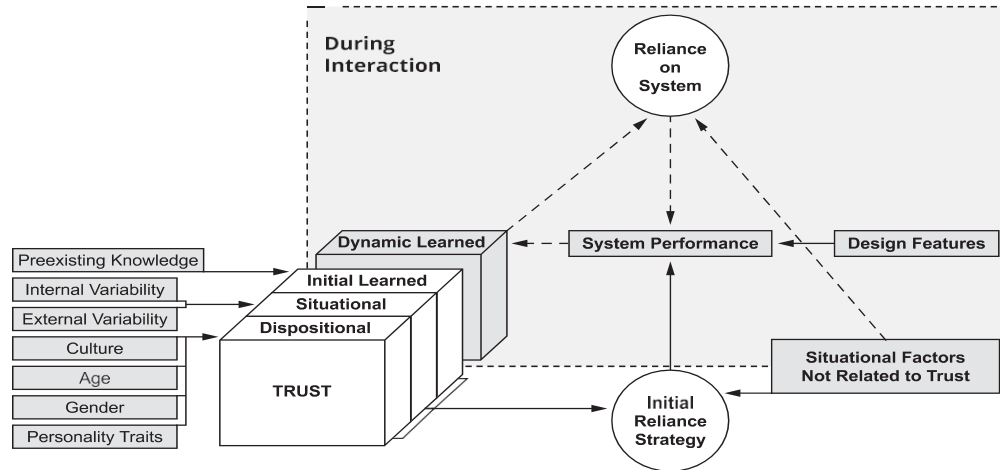 During
Interaction
Reliance
on
System
Dynamic Learned
System Performance
Design Features
Preexisting Knowledge
Initial Learned
Internal Variability
Situational
External Variability
Dispositional
Culture
Age
Gender
Personality Traits
TRUST
Situational Factors
Not Related to Trust
Initial
Reliance
Strategy